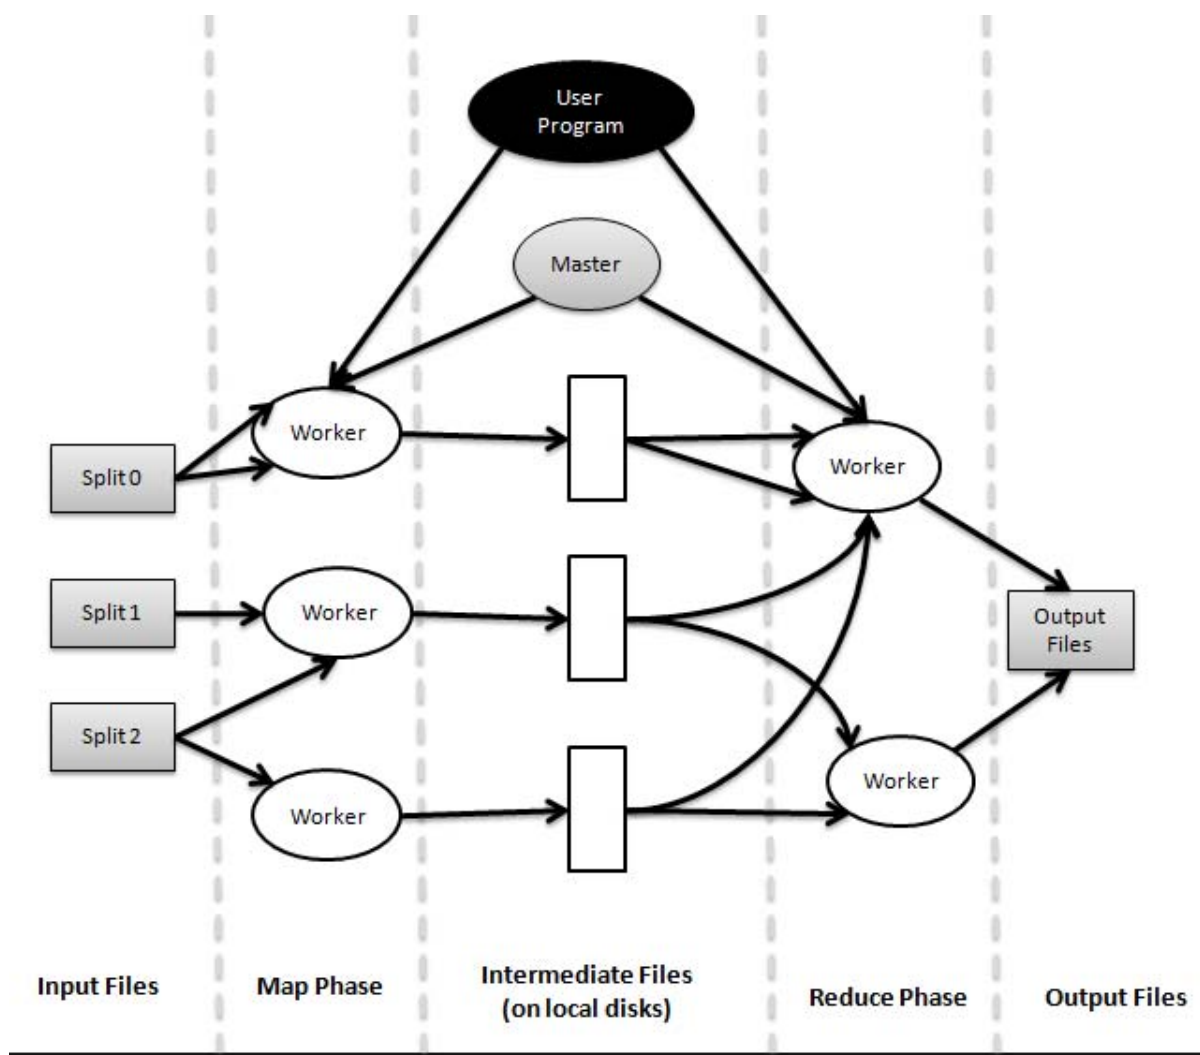 User
Program
Master
Worker
Worker
Split 0
Split 1
Worker
Output
Files
Split 2
Worker
Worker
Input Files
Map Phase
Intermediate Files
(on local disks)
Reduce Phase
Output Files